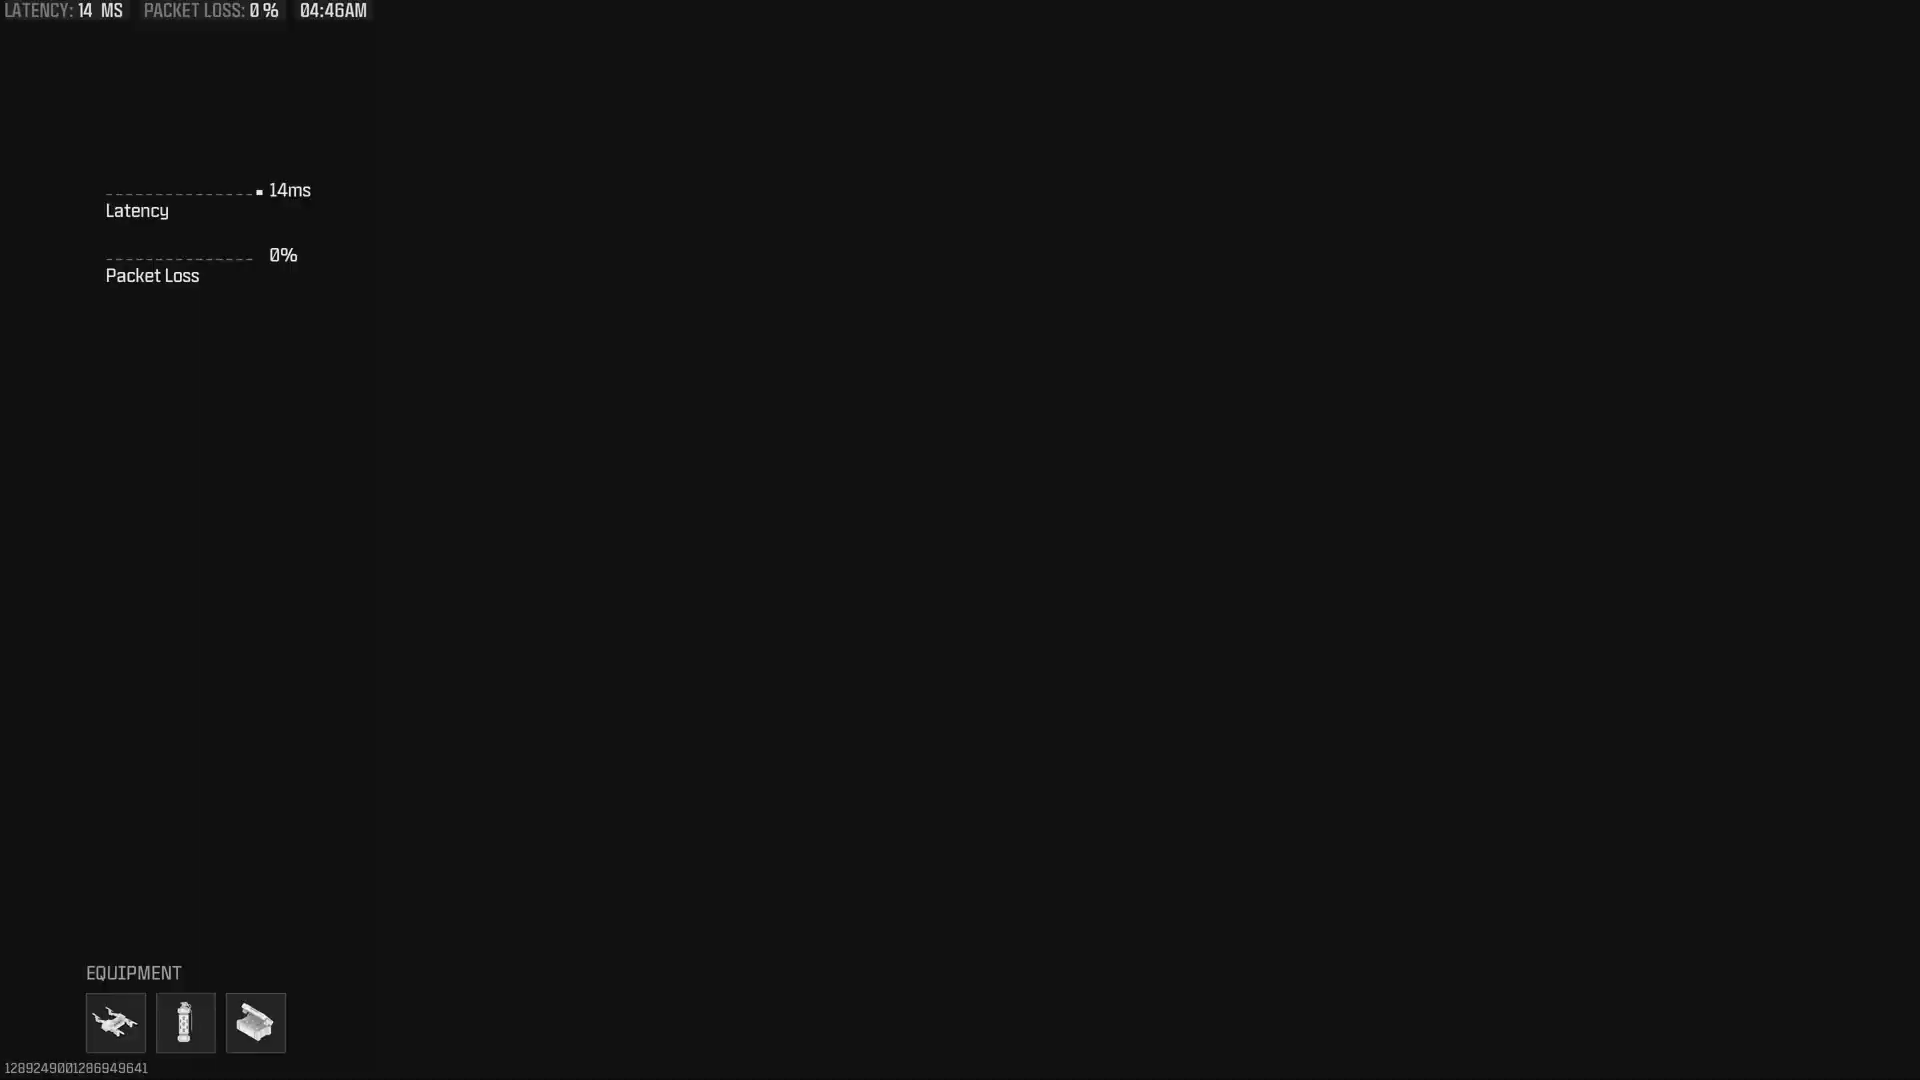 LATENCY: 14 MS PACKET LOSS: 0 % 04:46AM
14ms
Latency
0%
Packet Loss
EQUIPMENT
1289249001286949641